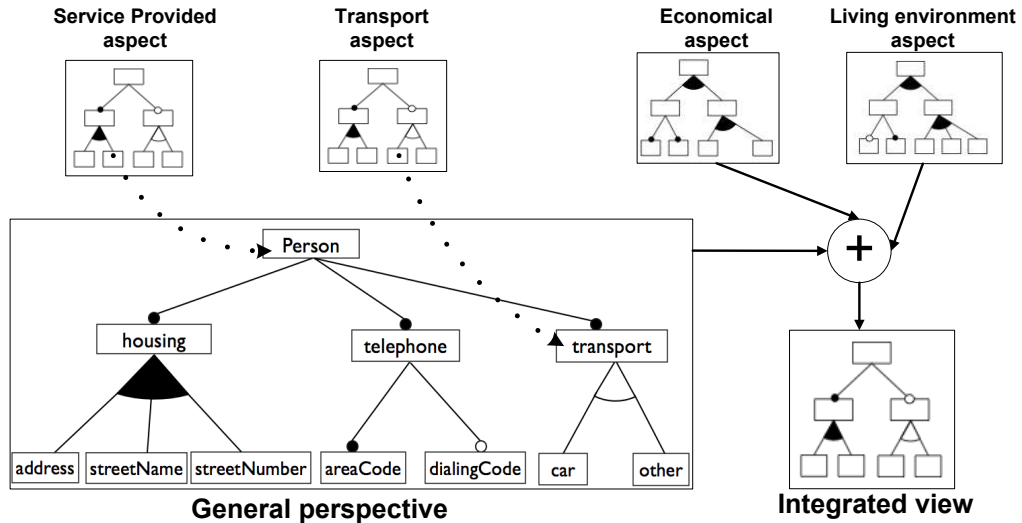 Service Provided
aspect
Transport
aspect
Economical
aspect
Living environment
aspect
Person
+
housing
telephone
transport
address
streetName
streetNumber
areaCode
dialingCode
car
other
General perspective
Integrated view